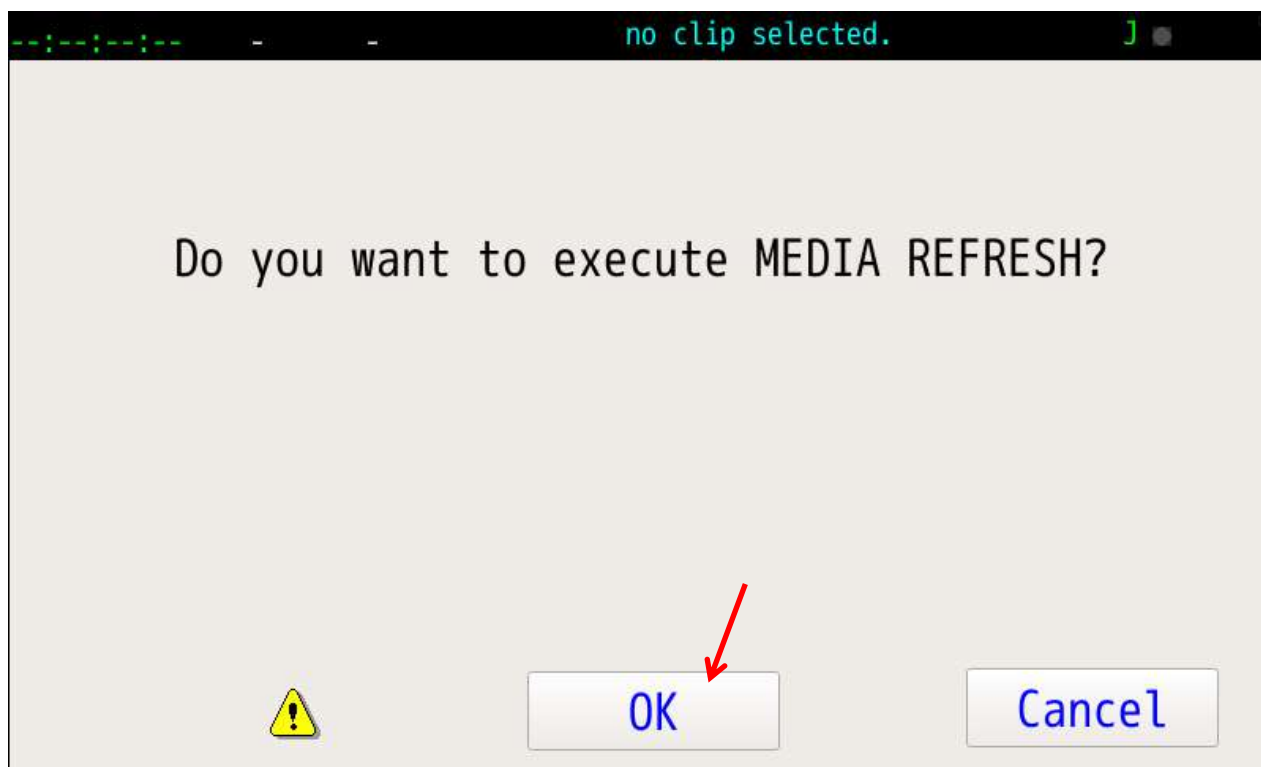 --:--:--:-- - - no clip selected. J
Do you want to execute MEDIA REFRESH?
OK Cancel